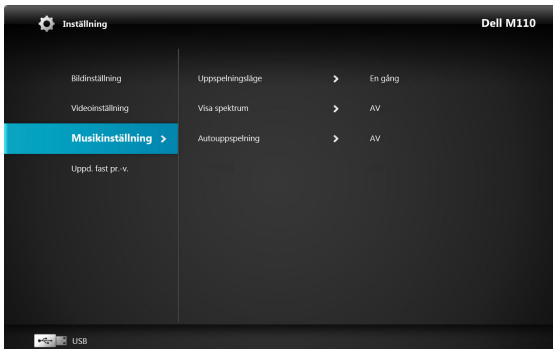 Inställning
Dell M110
Bildinställning
Uppspelningsläge
En gång
Videoinställning
Visa spektrum
AV
Musikinställning
Autouppspelning
AV
Uppd. fast pr.-v.
USB